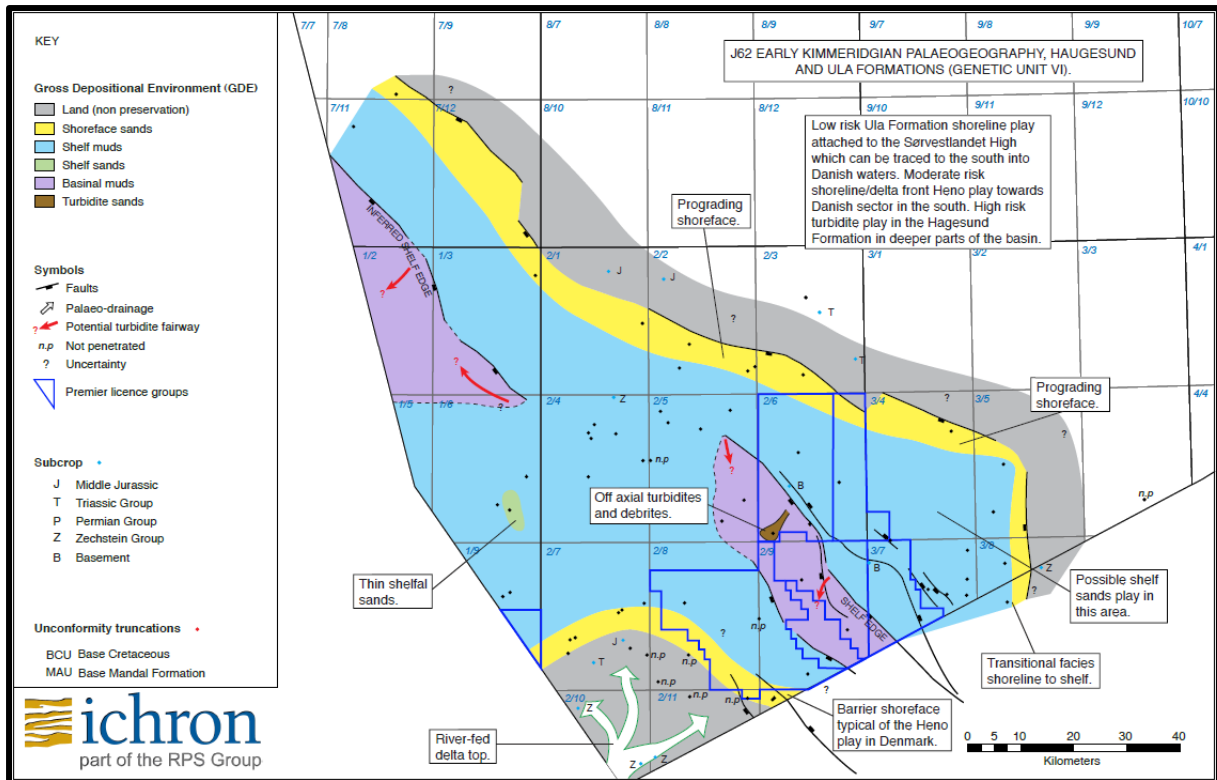 KEY
Gross Depositional Environment (GDE)
Land (non preservation)
Shoreface sands
Shelf muds
Shelf sands
Basinal muds
Turbidite sands
Symbols
Faults
Palaeo-drainage
? Potential turbidite fairway
n.p Not penetrated
? Uncertainty
Premier licence groups
Subcrop
J Middle Jurassic
T Triassic Group
P Permian Group
Z Zechstein Group
B Basement
Unconformity truncations
BCU Base Cretaceous
MAU Base Mandal Formation
ichron
part of the RPS Group
7/7
7/8
7/9
8/7
8/8
8/9
9/7
9/8
9/9
10/7
J62 EARLY KIMMERIDGIAN PALAEOGEOGRAPHY, HAUGESUND
AND ULA FORMATIONS (GENETIC UNIT VI).
7/11
7/12
8/10
8/11
8/12
9/10
9/11
9/12
10/10
Low risk Ula Formation shoreline play
attached to the Sørvestlandet High
which can be traced to the south into
Danish waters. Moderate risk
shoreline/delta front Heno play towards
Danish sector in the south. High risk
turbidite play in the Hagesund
Formation in deeper parts of the basin.
Prograding
shoreface.
INFERRED SHELF EDGE
1/2
1/3
2/1
2/2
2/3
3/1
3/2
4/1
J
J
T
T
?
?
?
?
?
Prograding
shoreface.
1/5
1/6
2/4
2/5
2/6
3/4
3/5
4/4
Z
?
?
?
n.p
?
B
n.p
Off axial turbidites
and debrites.
1/9
2/7
2/8
2/9
3/7
3/8
B
Z
?
Thin shelfal
sands.
?
SHELF EDGE
Possible shelf
sands play in
this area.
?
n.p
J
n.p
n.p
T
n.p
n.p
n.p
Transitional facies
shoreline to shelf.
2/10
2/11
Z
?
Barrier shoreface
typical of the Heno
play in Denmark.
River-fed
delta top.
Z
Z
0 5 10 20 30 40
Kilometers